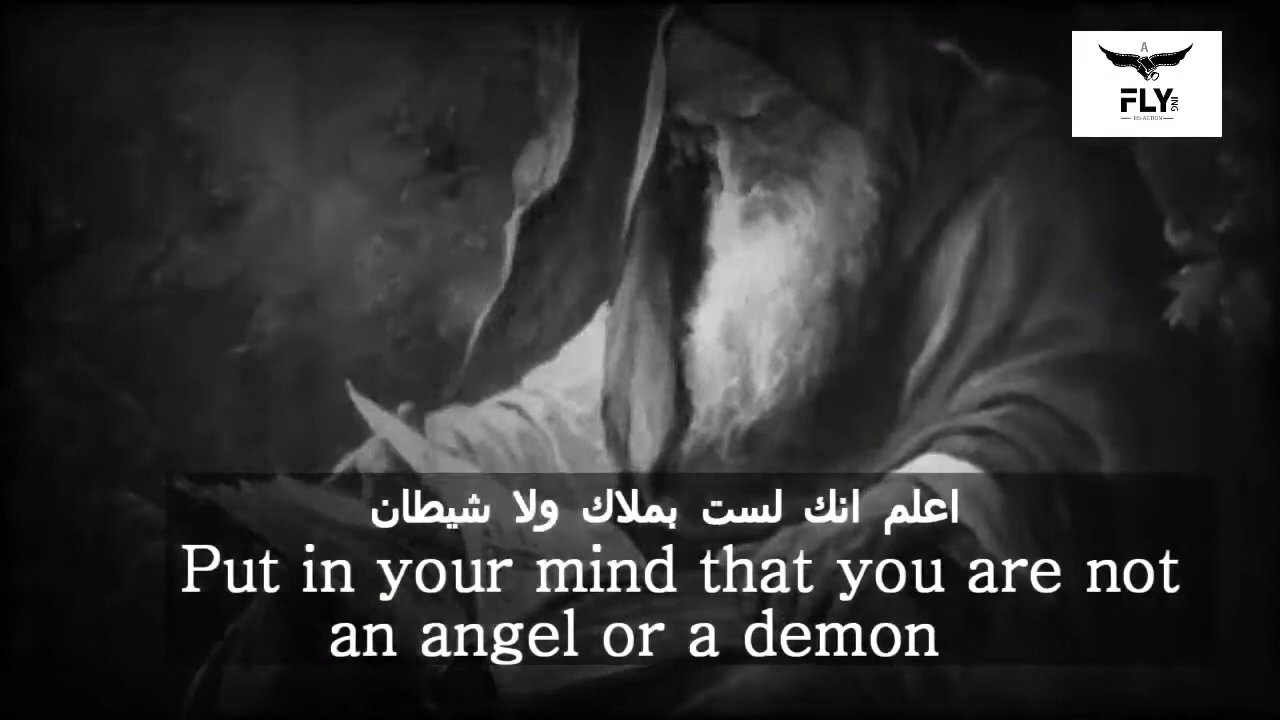 A
FLY
ING
RE-ACTION
اعلم انك لست بملاك ولا شيطان
Put in your mind that you are not
an angel or a demon